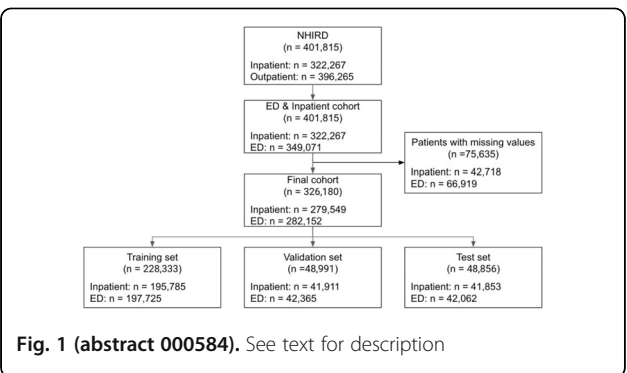 NHIRD
(n = 401,815)
Inpatient: n = 322,267
Outpatient: n = 396,265
ED & Inpatient cohort
(n = 401,815)
Inpatient: n = 322,267
ED: n = 349,071
Patients with missing values
(n =75,635)
Inpatient: n = 42,718
ED: n = 66,919
Final cohort
(n = 326,180)
Inpatient: n = 279,549
ED: n = 282,152
Training set
(n = 228,333)
Inpatient: n = 195,785
ED: n = 197,725
Validation set
(n =48,991)
Inpatient: n = 41,911
ED: n = 42,365
Test set
(n = 48,856)
Inpatient: n = 41,853
ED: n = 42,062
Fig. 1 (abstract 000584). See text for description